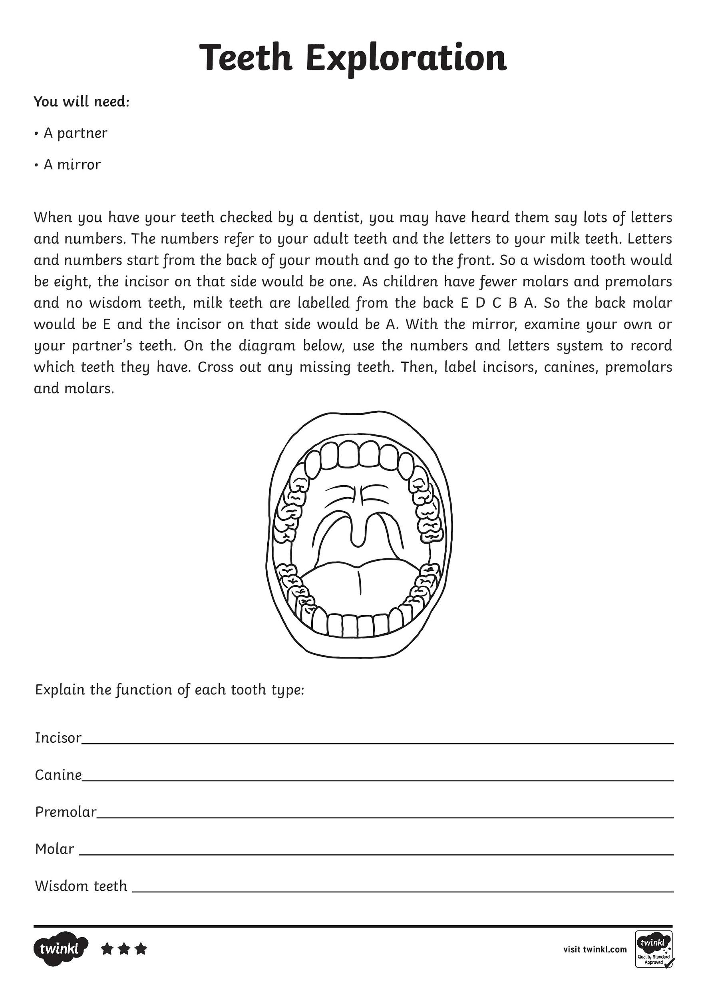 Teeth Exploration
You will need:
• A partner
• A mirror
When you have your teeth checked by a dentist, you may have heard them say lots of letters
and numbers. The numbers refer to your adult teeth and the letters to your milk teeth. Letters
and numbers start from the back of your mouth and go to the front. So a wisdom tooth would
be eight, the incisor on that side would be one. As children have fewer molars and premolars
and no wisdom teeth, milk teeth are labelled from the back E D C B A. So the back molar
would be E and the incisor on that side would be A. With the mirror, examine your own or
your partner’s teeth. On the diagram below, use the numbers and letters system to record
which teeth they have. Cross out any missing teeth. Then, label incisors, canines, premolars
and molars.
Explain the function of each tooth type:
Incisor
Canine
Premolar
Molar
Wisdom teeth
twinkl
visit twinkl.com
twinkl
Quality Standard
Approved